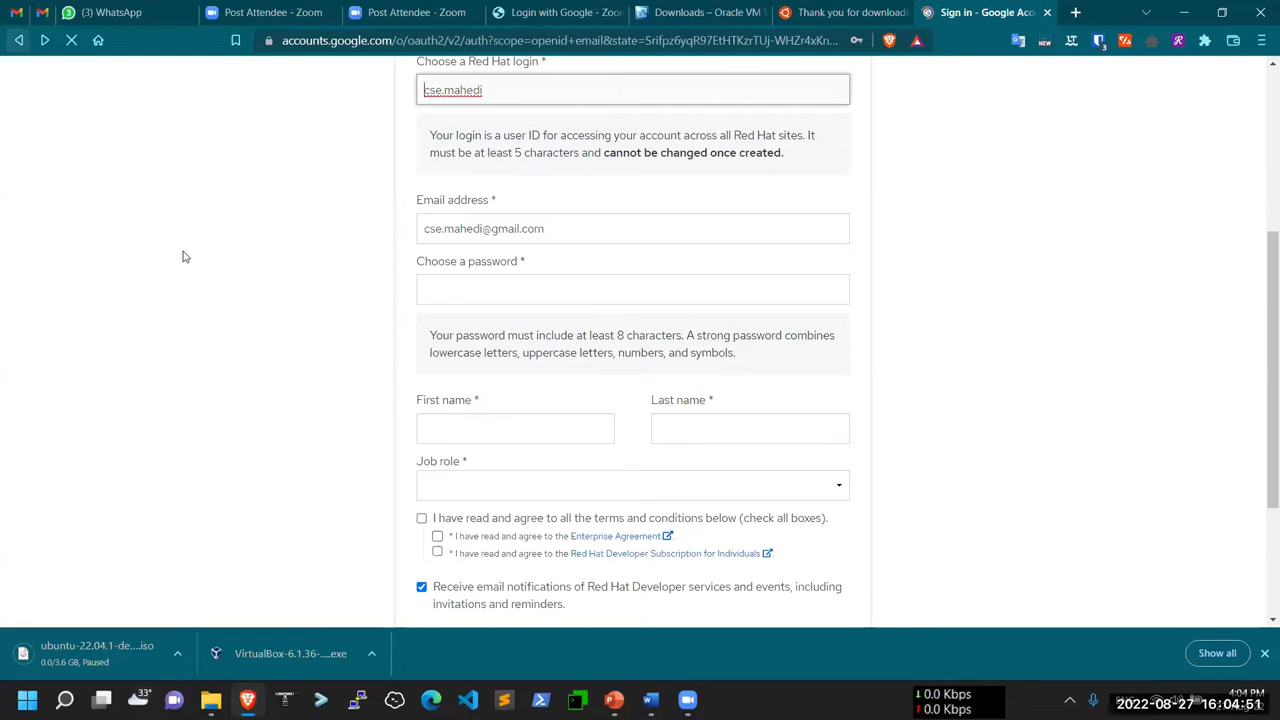 (3) WhatsApp
Post Attendee - Zoom
Post Attendee - Zoom
Login with Google - Zoo
Downloads – Oracle VM
Thank you for download
Sign in - Google Acco
accounts.google.com/o/oauth2/v2/auth?scope=openid+email&state=Srifpz6yqR97EtHTKzrTUj-WHZr4xKn...
NEW
Choose a Red Hat login *
cse.mahedi
Your login is a user ID for accessing your account across all Red Hat sites. It
must be at least 5 characters and cannot be changed once created.
Email address *
cse.mahedi@gmail.com
Choose a password *
Your password must include at least 8 characters. A strong password combines
lowercase letters, uppercase letters, numbers, and symbols.
First name *
Last name *
Job role *
I have read and agree to all the terms and conditions below (check all boxes).
* I have read and agree to the Enterprise Agreement
* I have read and agree to the Red Hat Developer Subscription for Individuals
Receive email notifications of Red Hat Developer services and events, including
invitations and reminders.
ubuntu-22.04.1-de....iso
0.0/3.6 GB, Paused
VirtualBox-6.1.36-....exe
Show all
33°
0.0 Kbps
0.0 Kbps
4:04 PM
2022-08-27 16:04:51